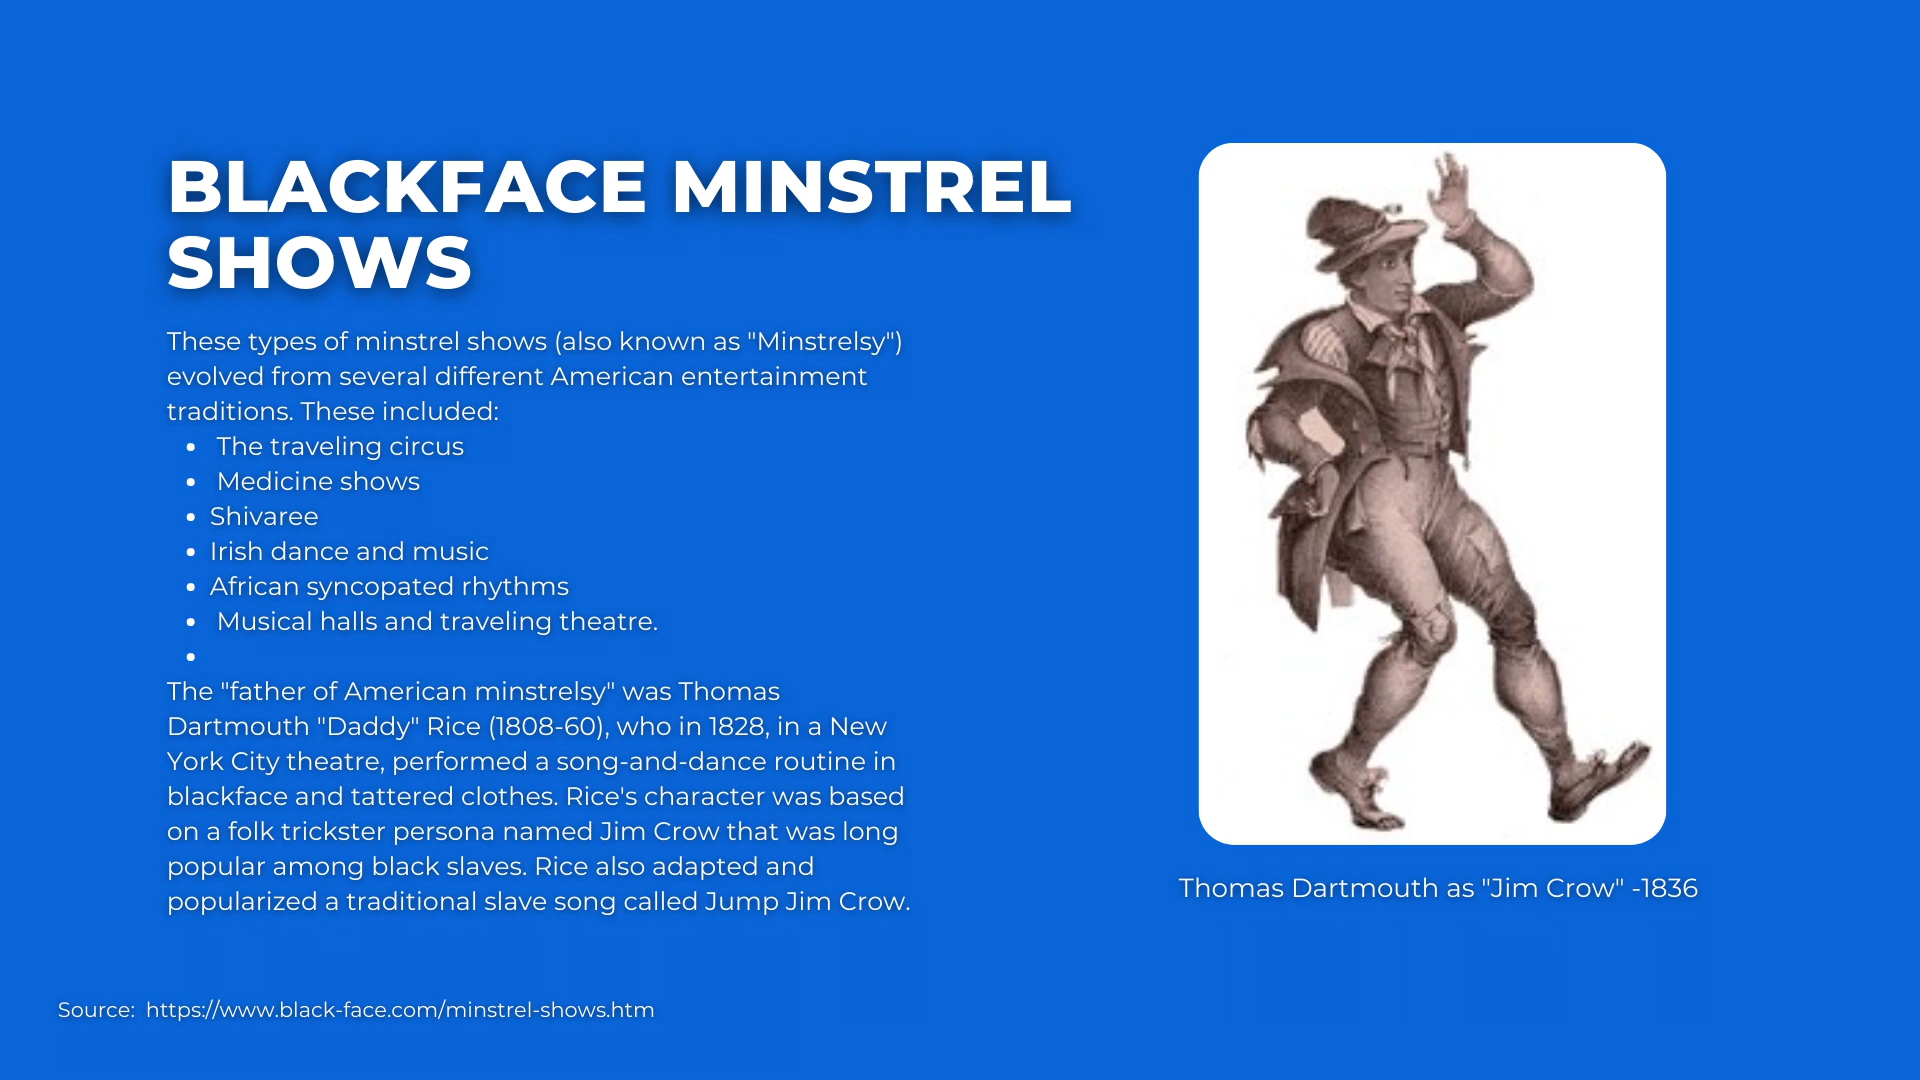 BLACKFACE MINSTREL
SHOWS
These types of minstrel shows (also known as "Minstrelsy")
evolved from several different American entertainment
traditions. These included:
• The traveling circus
• Medicine shows
• Shivaree
• Irish dance and music
• African syncopated rhythms
• Musical halls and traveling theatre.
•
The "father of American minstrelsy" was Thomas
Dartmouth "Daddy" Rice (1808-60), who in 1828, in a New
York City theatre, performed a song-and-dance routine in
blackface and tattered clothes. Rice's character was based
on a folk trickster persona named Jim Crow that was long
popular among black slaves. Rice also adapted and
popularized a traditional slave song called Jump Jim Crow.
Thomas Dartmouth as "Jim Crow" -1836
Source: https://www.black-face.com/minstrel-shows.htm